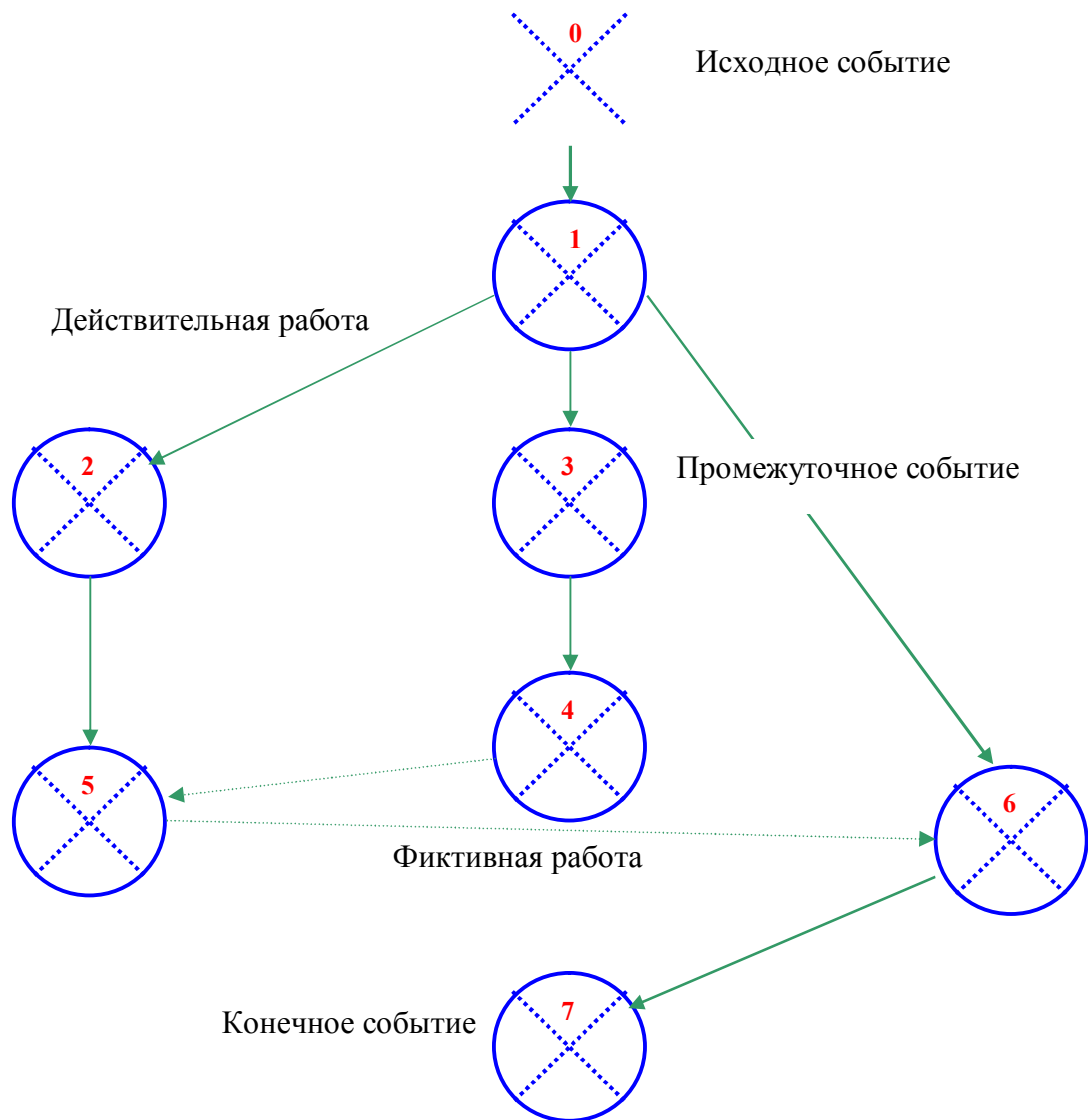 0
Исходное событие
1
Действительная работа
2
3
Промежуточное событие
4
5
6
Фиктивная работа
7
Конечное событие